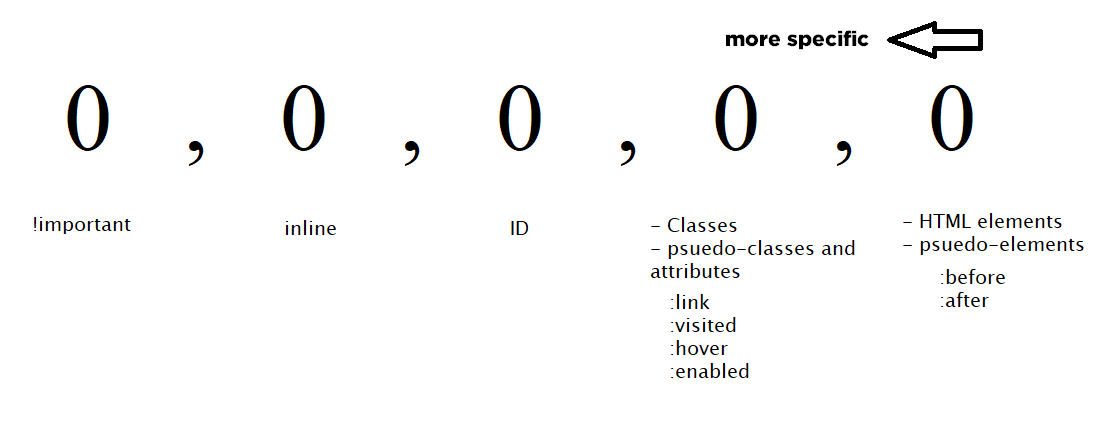 more specific
0 , 0 , 0 , 0 , 0
!important
inline
ID
- Classes
- psuedo-classes and
attributes
:link
:visited
:hover
:enabled
- HTML elements
- psuedo-elements
:before
:after